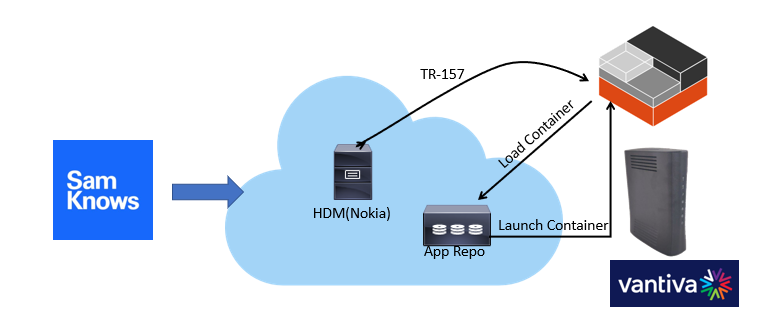 TR-157
Load Container
Sam
Knows
HDM(Nokia)
Launch Container
App Repo
vantiva